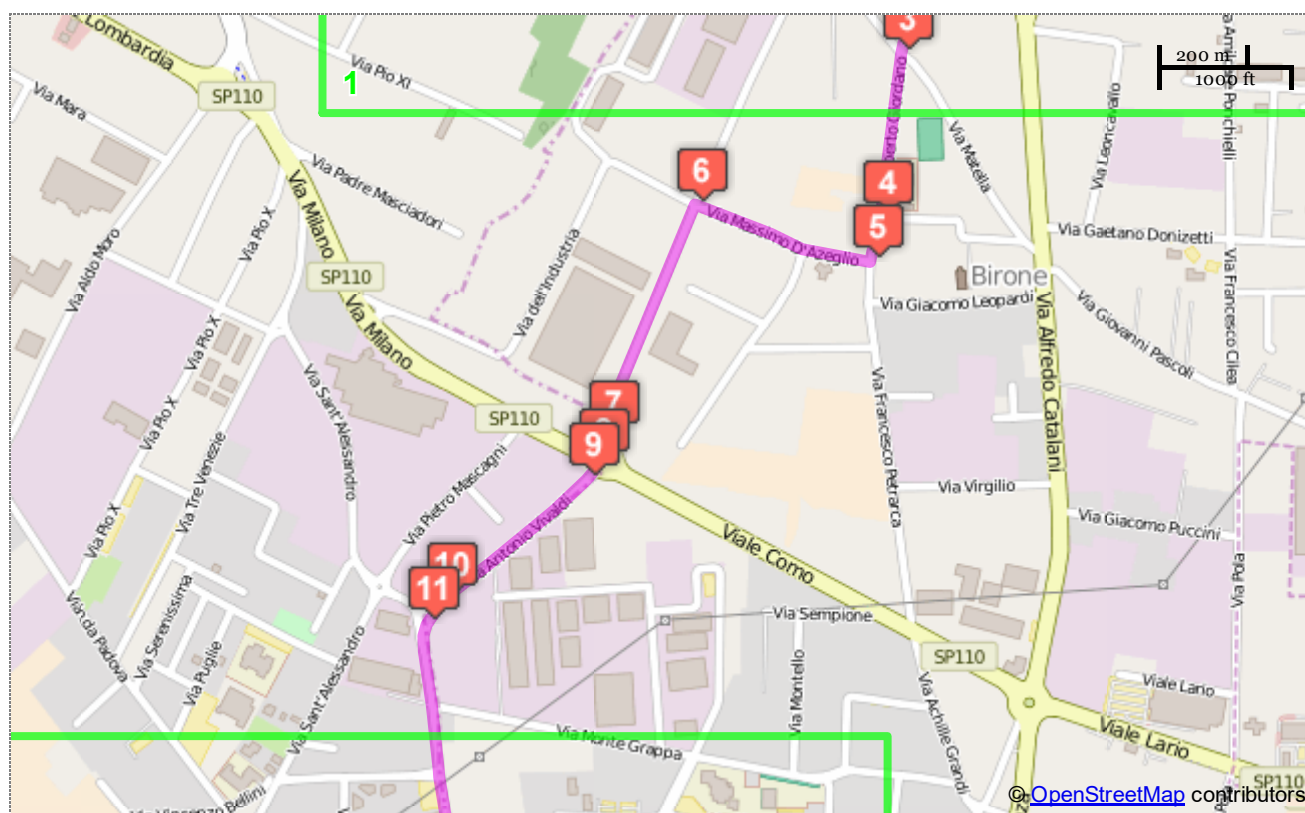 Lombardia
3
200 m
1000 ft
Via Pio XI
1
SP110
Via Mara
Via Leoncavallo
Via Matella
Via Padre Masciadori
Via Milano
6
4
5
Via Massimo D'Azeglio
Via Gaetano Donizetti
Via Pio X
Via Aldo Moro
Via dell'Industria
SP110
Birone
Via Giacomo Leopardi
Via Francesco Cilea
Via Giovanni Pascoli
Via Alfredo Catalani
Via Milano
Via Pio X
Via Sant'Alessandro
Via Francesco Petrarca
7
SP110
9
Via Pio X
Via Tre Venezie
Via Pietro Mascagni
Via Virgilio
Via Giacomo Puccini
Via Pio X
Antonio Vivaldi
Viale Como
10
11
Via Pola
Via Sempione
Via da Padova
Via Serenissima
Via Puglie
Via Sant'Alessandro
Via Montello
SP110
Via Achille Grandi
Viale Lario
Viale Lario
Via Monte Grappa
SP110
Bellini
© OpenStreetMap contributors